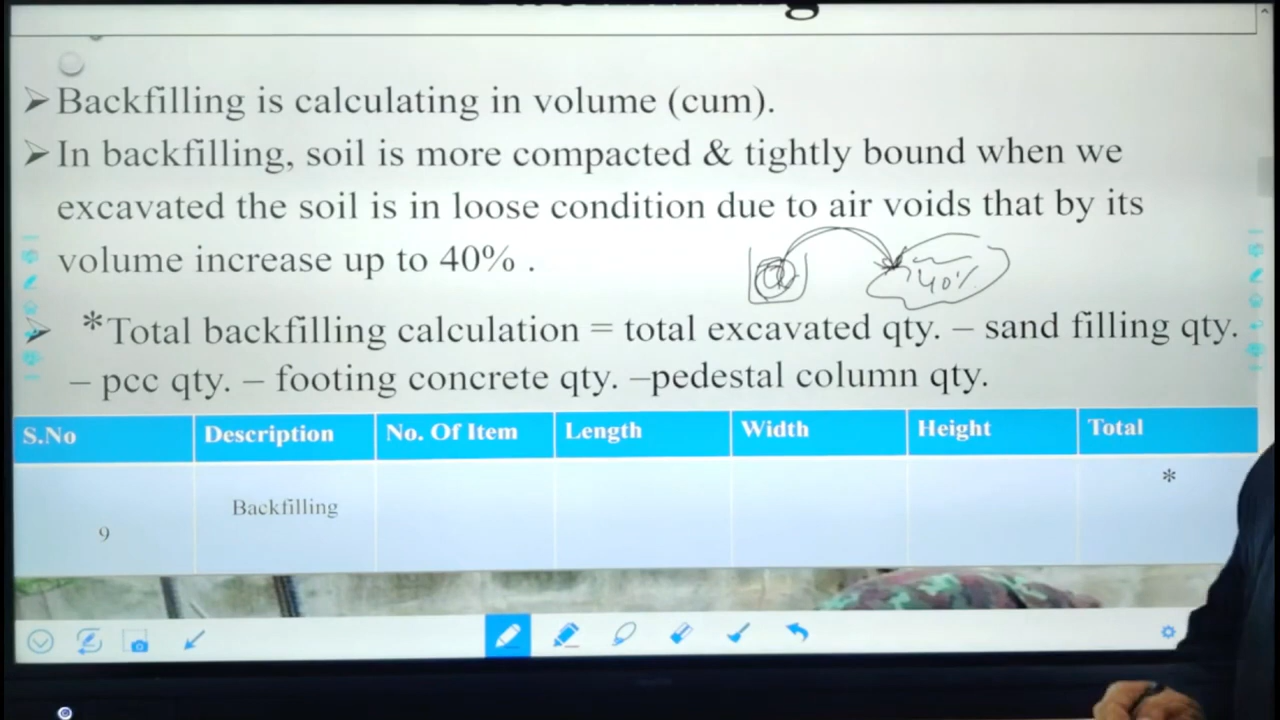 ➢ Backfilling is calculating in volume (cum).
➢ In backfilling, soil is more compacted & tightly bound when we
excavated the soil is in loose condition due to air voids that by its
volume increase up to 40% .
40%
➢ *Total backfilling calculation = total excavated qty. – sand filling qty.
– pcc qty. – footing concrete qty. –pedestal column qty.
S.No Description No. Of Item Length Width Height Total
*
Backfilling
9